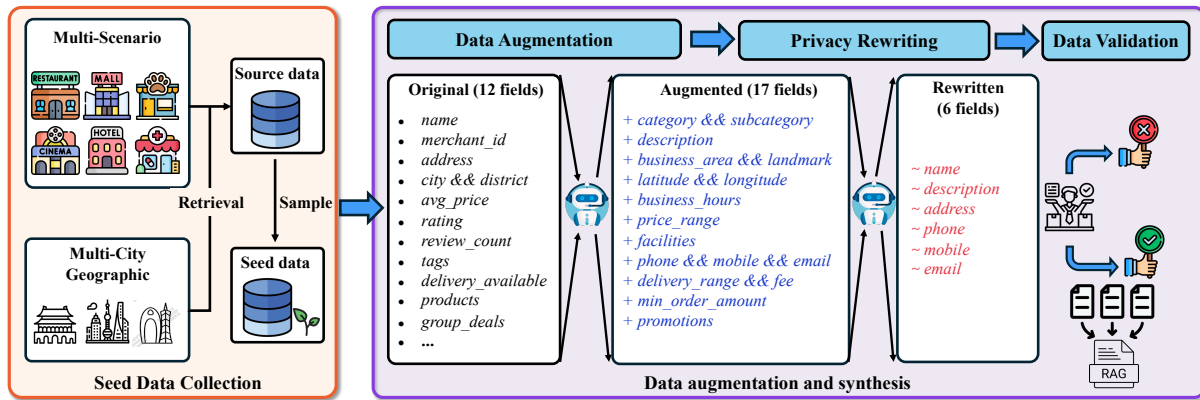 Multi-Scenario
RESTAURANT
MALL
CINEMA
HOTEL
Multi-City
Geographic
Retrieval
Source data
Sample
Seed data
Seed Data Collection
Data Augmentation
Privacy Rewriting
Data Validation
Original (12 fields)
• name
• merchant_id
• address
• city && district
• avg_price
• rating
• review_count
• tags
• delivery_available
• products
• group_deals
• ...
Augmented (17 fields)
+ category && subcategory
+ description
+ business_area && landmark
+ latitude && longitude
+ business_hours
+ price_range
+ facilities
+ phone && mobile && email
+ delivery_range && fee
+ min_order_amount
+ promotions
Rewritten
(6 fields)
~ name
~ description
~ address
~ phone
~ mobile
~ email
RAG
Data augmentation and synthesis